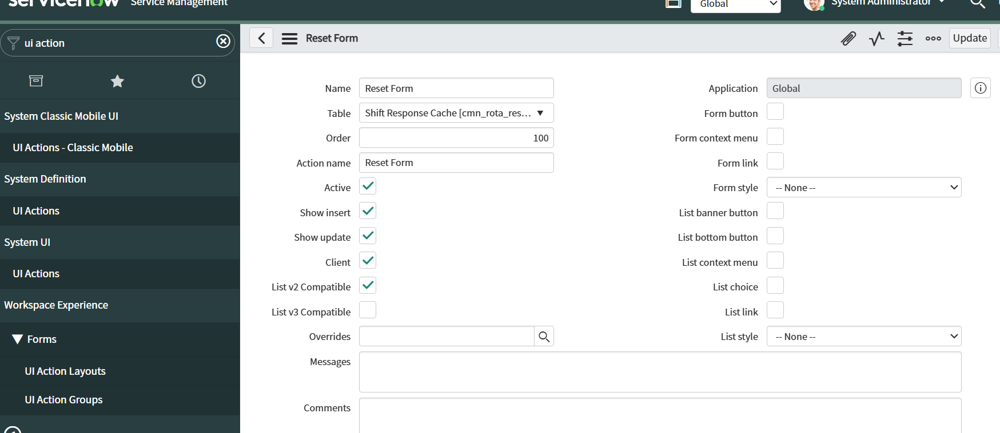 servicenow Service Management
Global
System Administrator
ui action
Reset Form
Update
System Classic Mobile UI
UI Actions - Classic Mobile
System Definition
UI Actions
System UI
UI Actions
Workspace Experience
Forms
UI Action Layouts
UI Action Groups
Name Reset Form
Table Shift Response Cache [cmn_rota_res...
Order 100
Action name Reset Form
Active
Show insert
Show update
Client
List v2 Compatible
List v3 Compatible
Overrides
Messages
Comments
Application Global
Form button
Form context menu
Form link
Form style -- None --
List banner button
List bottom button
List context menu
List choice
List link
List style -- None --